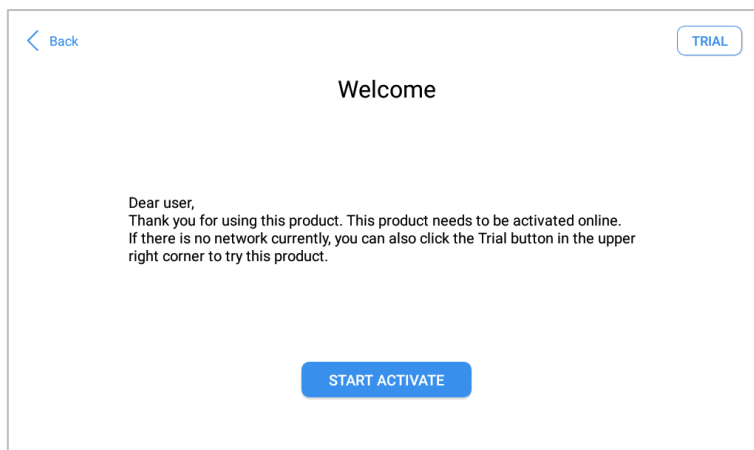 Back
TRIAL
Welcome
Dear user,
Thank you for using this product. This product needs to be activated online.
If there is no network currently, you can also click the Trial button in the upper
right corner to try this product.
START ACTIVATE